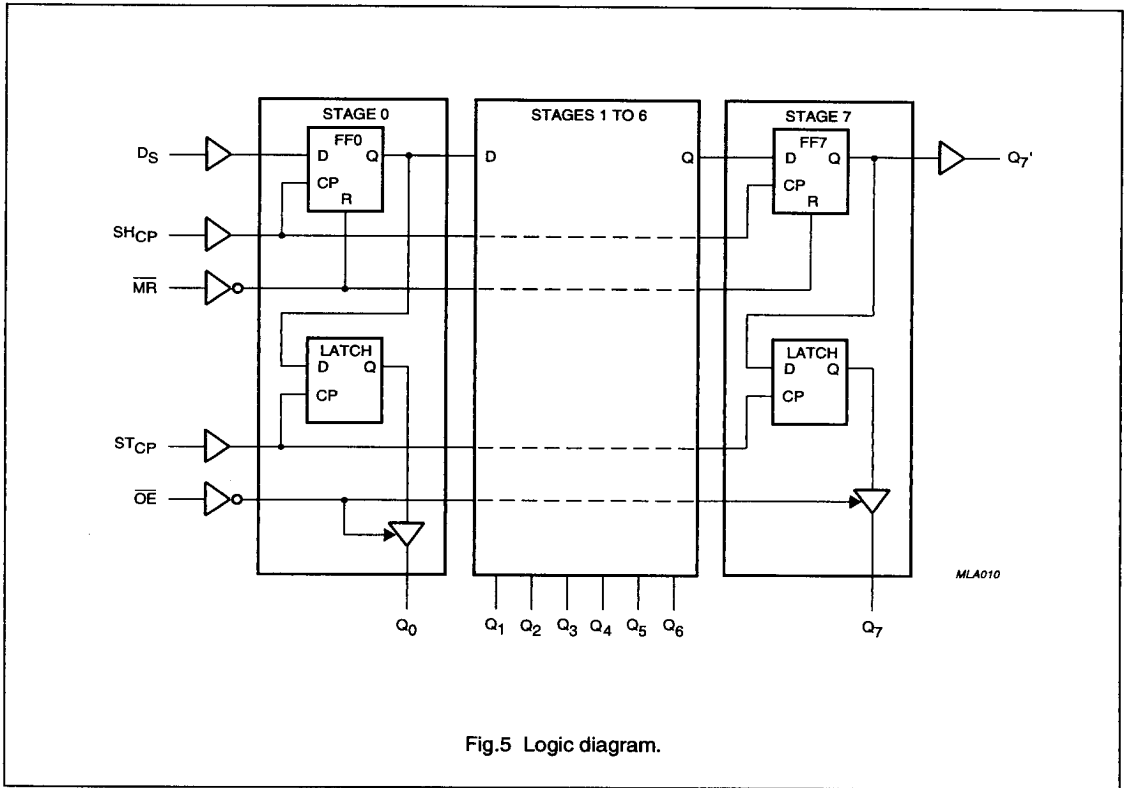 STAGE 0
STAGES 1 TO 6
STAGE 7
DS
FF0
D Q
CP
R
D Q
FF7
D Q
CP
R
Q7'
SHCP
MR
LATCH
D Q
CP
LATCH
D Q
CP
STCP
OE
MLA010
Q0
Q1 Q2 Q3 Q4 Q5 Q6
Q7
Fig.5 Logic diagram.